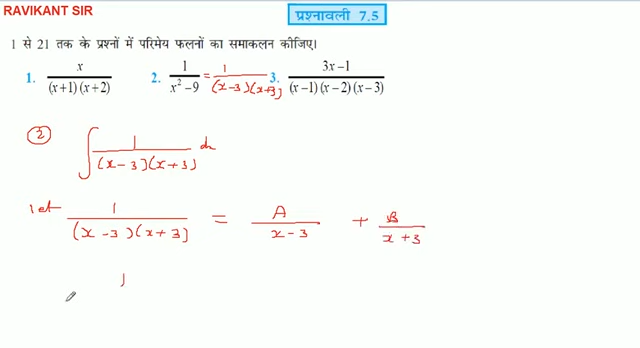 RAVIKANT SIR
प्रश्नावली 7.5
1 से 21 तक के प्रश्नों में परिमेय फलनों का समाकलन कीजिए।
1. x/((x+1)(x+2)) 2. 1/(x²−9) = 1/((x−3)(x+3)) 3. (3x−1)/((x−1)(x−2)(x−3))
② ∫ 1/((x−3)(x+3)) dx
let 1/((x−3)(x+3)) = A/(x−3) + B/(x+3)
1